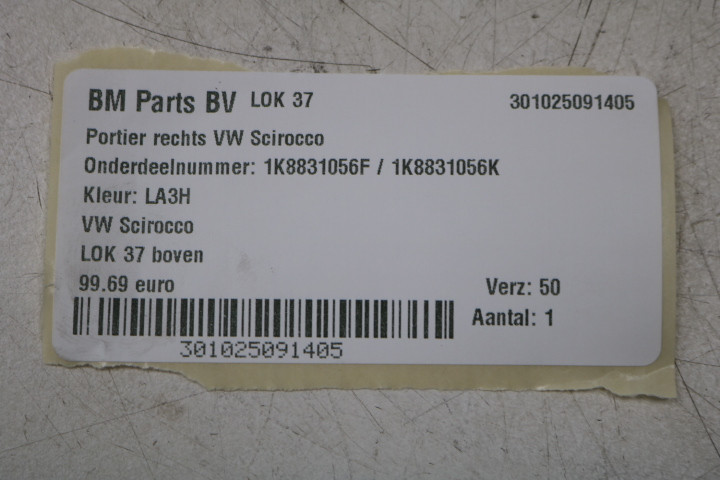 BM Parts BV LOK 37 301025091405
Portier rechts VW Scirocco
Onderdeelnummer: 1K8831056F / 1K8831056K
Kleur: LA3H
VW Scirocco
LOK 37 boven
99.69 euro Verz: 50
Aantal: 1
301025091405